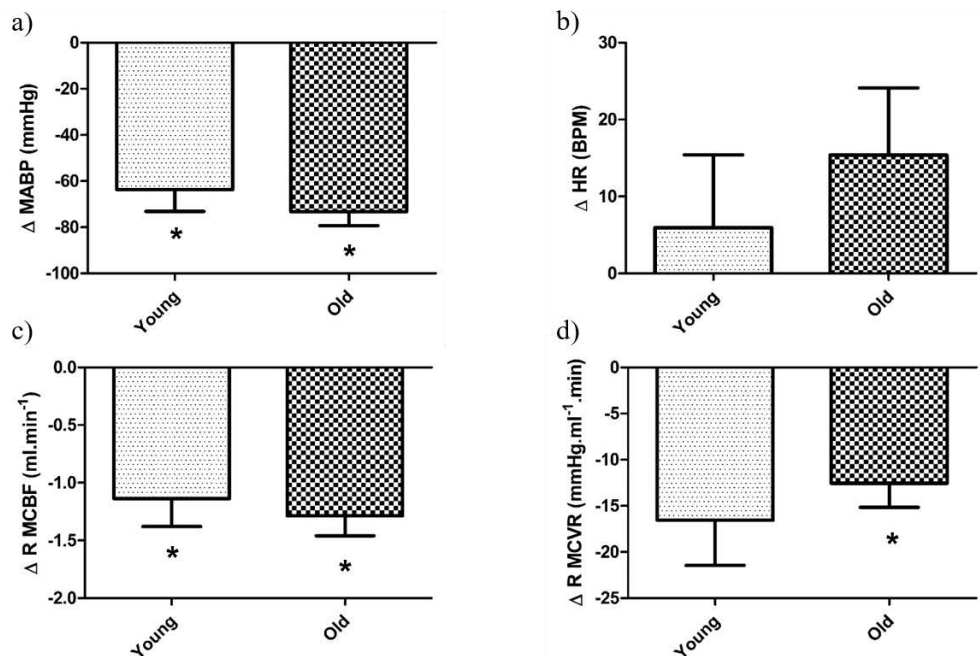 a)
Δ MABP (mmHg)
0
-20
-40
-60
-80
-100
*
*
Young
Old
b)
Δ HR (BPM)
30
20
10
0
Young
Old
c)
Δ R MCBF (ml.min⁻¹)
0.0
-0.5
-1.0
-1.5
-2.0
*
*
Young
Old
d)
Δ R MCVR (mmHg.ml⁻¹.min)
0
-5
-10
-15
-20
-25
*
Young
Old